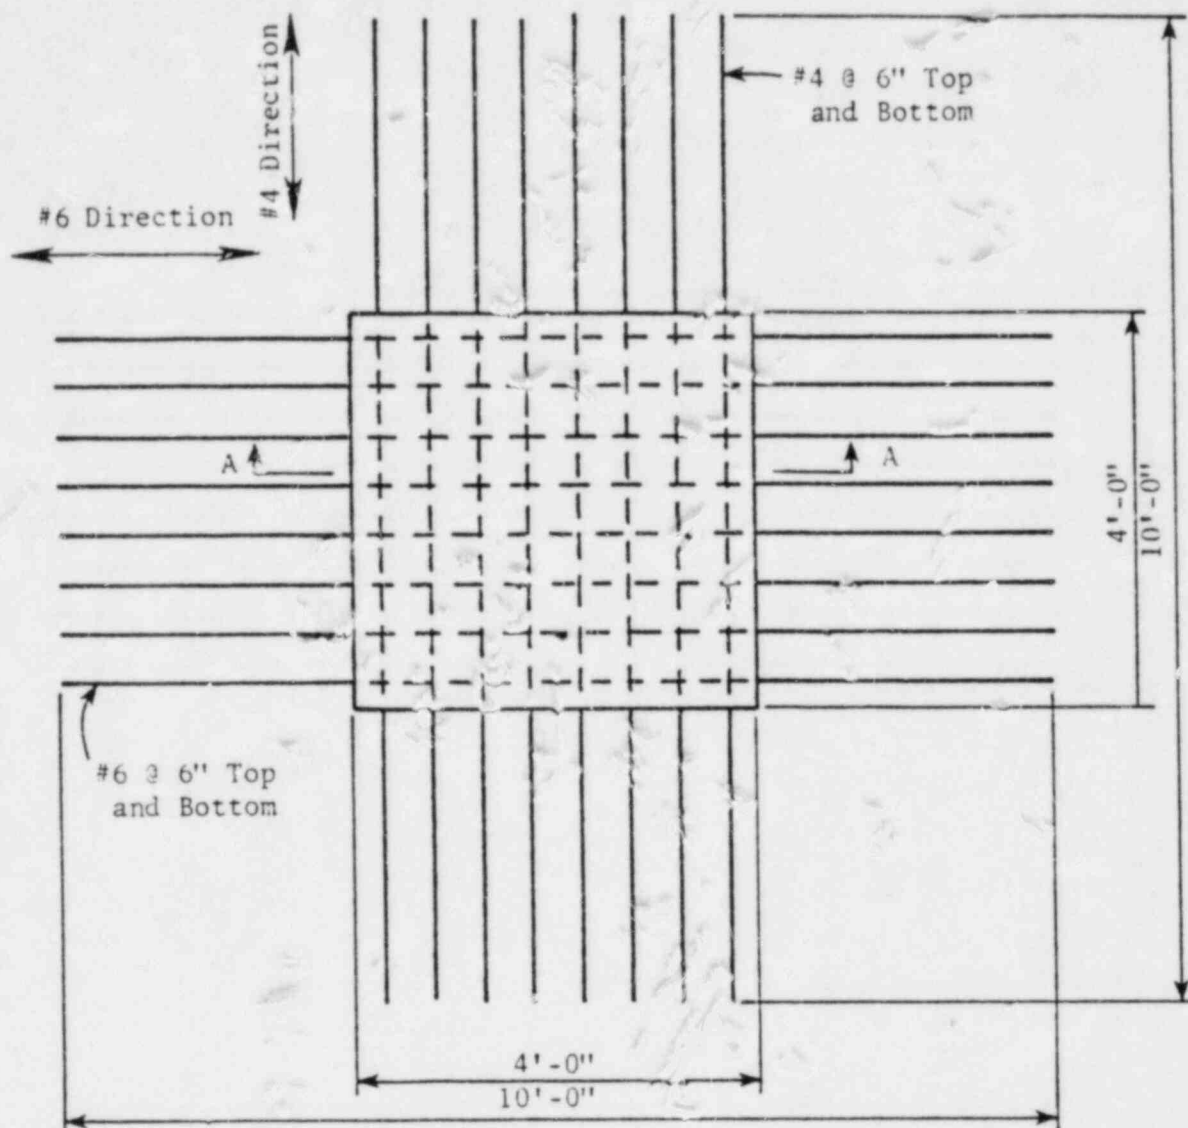 #4 Direction
#4 @ 6" Top
and Bottom
#6 Direction
A
A
4'-0"
10'-0"
#6 @ 6" Top
and Bottom
4'-0"
10'-0"